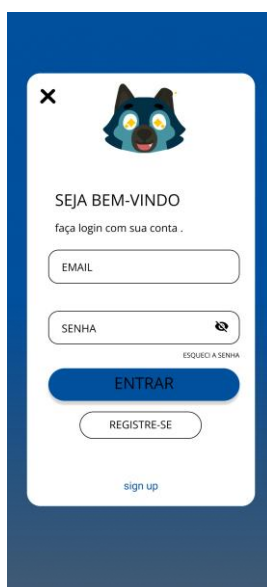 SEJA BEM-VINDO
faça login com sua conta .
EMAIL
SENHA
ESQUECI A SENHA
ENTRAR
REGISTRE-SE
sign up